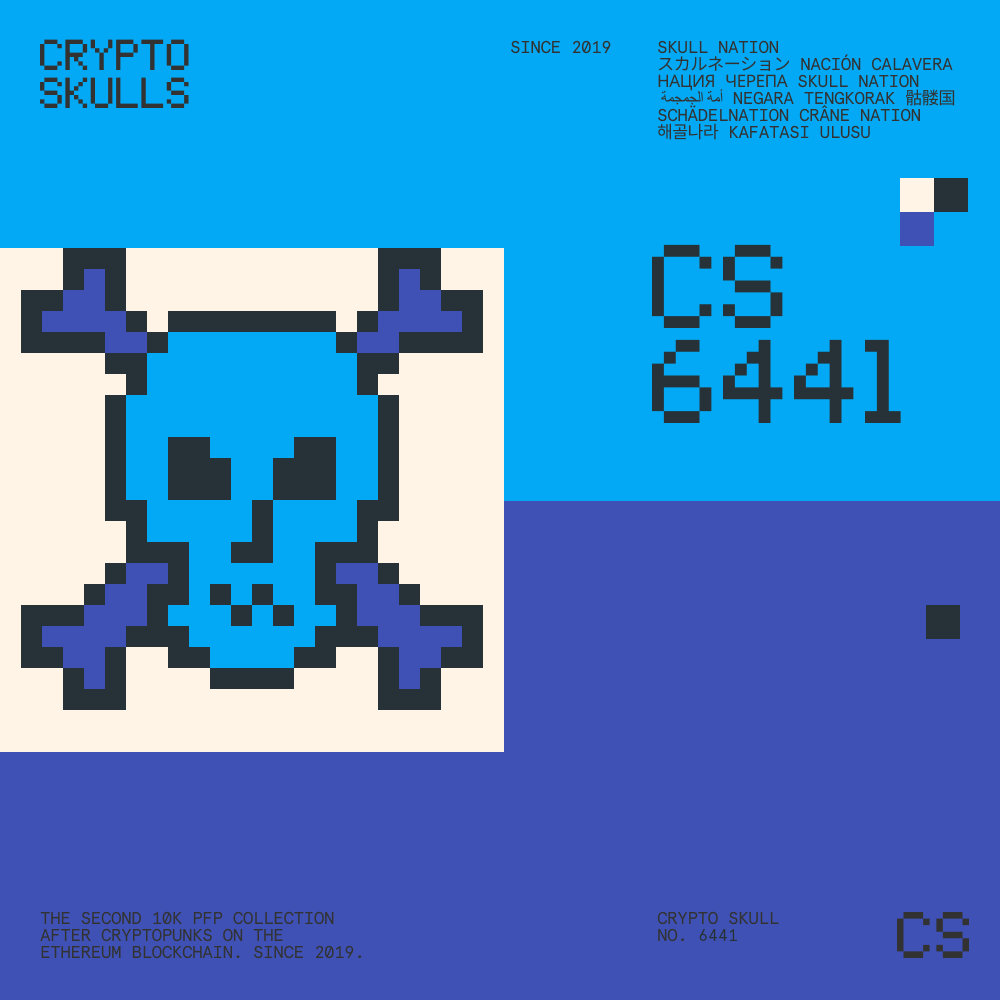 CRYPTO
SKULLS
SINCE 2019
SKULL NATION
スカルネーション NACIÓN CALAVERA
НАЦИЯ ЧЕРЕПА SKULL NATION
أمة الجمجمة NEGARA TENGKORAK 骷髅国
SCHÄDELNATION CRÂNE NATION
해골나라 KAFATASI ULUSU
CS
6441
THE SECOND 10K PFP COLLECTION
AFTER CRYPTOPUNKS ON THE
ETHEREUM BLOCKCHAIN. SINCE 2019.
CRYPTO SKULL
NO. 6441
CS